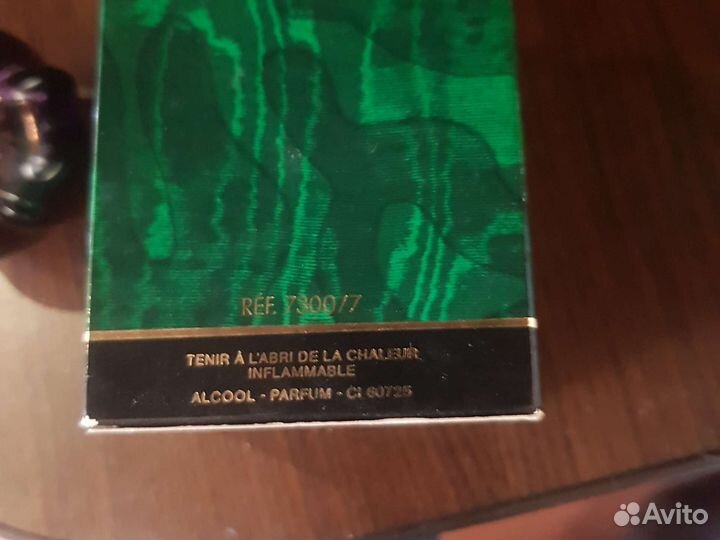 RÉF. 7300/7
TENIR À L'ABRI DE LA CHALEUR
INFLAMMABLE
ALCOOL - PARFUM - CI 60725
Avito